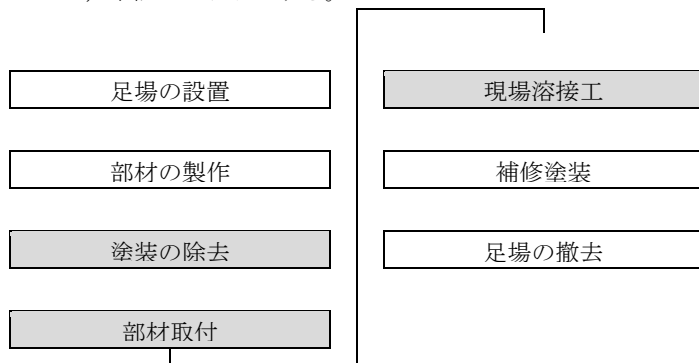 足場の設置
部材の製作
塗装の除去
部材取付
現場溶接工
補修塗装
足場の撤去